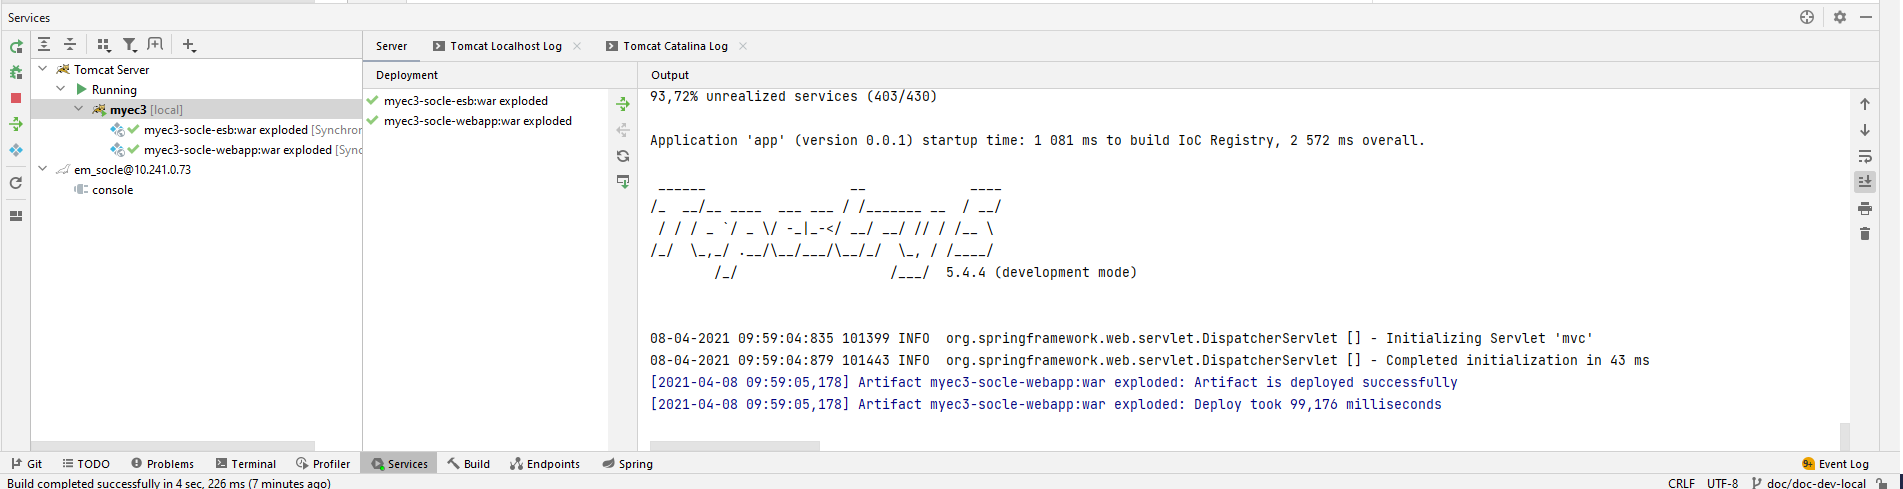 Services
Server
Tomcat Localhost Log
Tomcat Catalina Log
Tomcat Server
Running
myec3 [local]
myec3-socle-esb:war exploded [Synchron
myec3-socle-webapp:war exploded [Sync
em_socle@10.241.0.73
console
Deployment
myec3-socle-esb:war exploded
myec3-socle-webapp:war exploded
Output
93,72% unrealized services (403/430)
Application 'app' (version 0.0.1) startup time: 1 081 ms to build IoC Registry, 2 572 ms overall.
 ______                  __             ____
/_  __/__ ____  ___ ___ / /_______ __  / __/
 / / / _ `/ _ \/ -_|_-</ __/ __/ // / /__ \
/_/  \_,_/ .__/\__/___/\__/_/  \_, / /____/
        /_/                   /___/  5.4.4 (development mode)
08-04-2021 09:59:04:835 101399 INFO  org.springframework.web.servlet.DispatcherServlet [] - Initializing Servlet 'mvc'
08-04-2021 09:59:04:879 101443 INFO  org.springframework.web.servlet.DispatcherServlet [] - Completed initialization in 43 ms
[2021-04-08 09:59:05,178] Artifact myec3-socle-webapp:war exploded: Artifact is deployed successfully
[2021-04-08 09:59:05,178] Artifact myec3-socle-webapp:war exploded: Deploy took 99,176 milliseconds
Git
TODO
Problems
Terminal
Profiler
Services
Build
Endpoints
Spring
9+ Event Log
Build completed successfully in 4 sec, 226 ms (7 minutes ago)
CRLF
UTF-8
doc/doc-dev-local